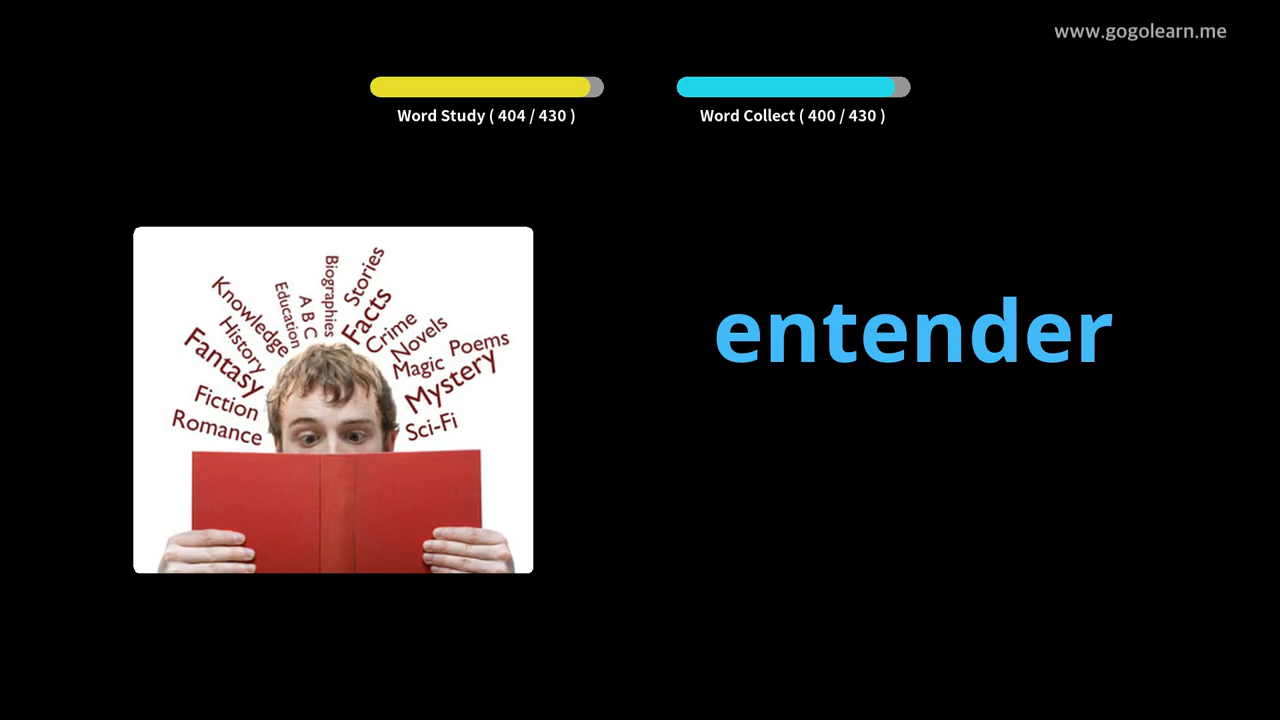 www.gogolearn.me
Word Study ( 404 / 430 )
Word Collect ( 400 / 430 )
Biographies
Stories
Education
A B C
Facts
Knowledge
Crime
History
Novels
Fantasy
Magic
Poems
Mystery
Fiction
Romance
Sci-Fi
entender